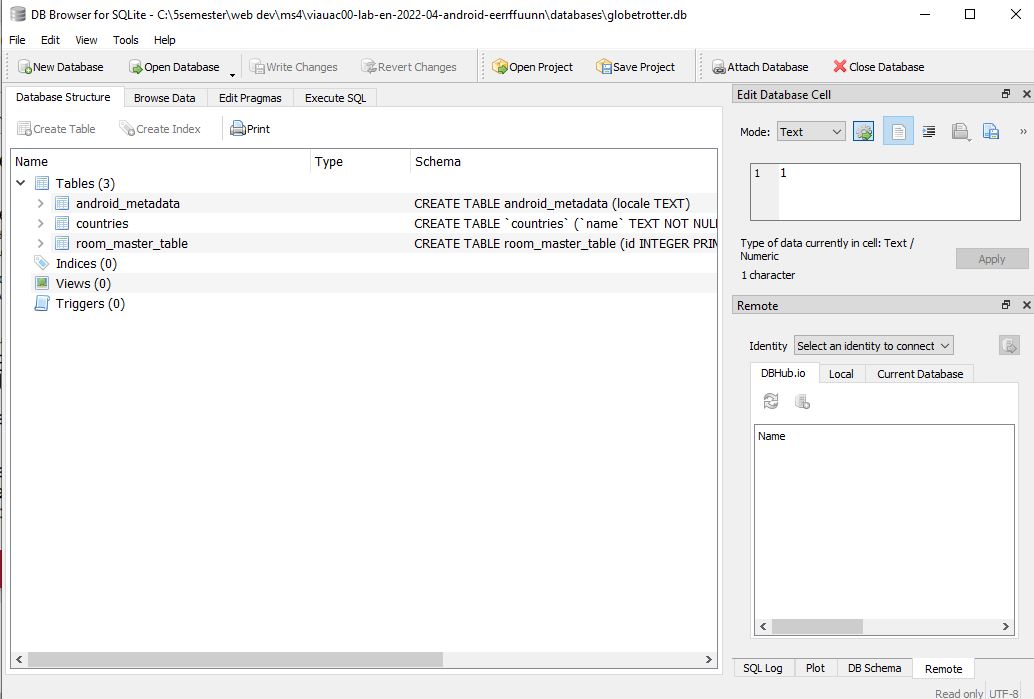 DB Browser for SQLite - C:\5semester\web dev\ms4\viauac00-lab-en-2022-04-android-eerrffuunn\databases\globetrotter.db
File Edit View Tools Help
New Database Open Database Write Changes Revert Changes Open Project Save Project Attach Database Close Database
Database Structure Browse Data Edit Pragmas Execute SQL
Create Table Create Index Print
Name Type Schema
Tables (3)
android_metadata CREATE TABLE android_metadata (locale TEXT)
countries CREATE TABLE `countries` (`name` TEXT NOT NULL
room_master_table CREATE TABLE room_master_table (id INTEGER PRIM
Indices (0)
Views (0)
Triggers (0)
Edit Database Cell
Mode: Text
1 1
Type of data currently in cell: Text /
Numeric
1 character
Apply
Remote
Identity Select an identity to connect
DBHub.io Local Current Database
Name
SQL Log Plot DB Schema Remote
Read only UTF-8